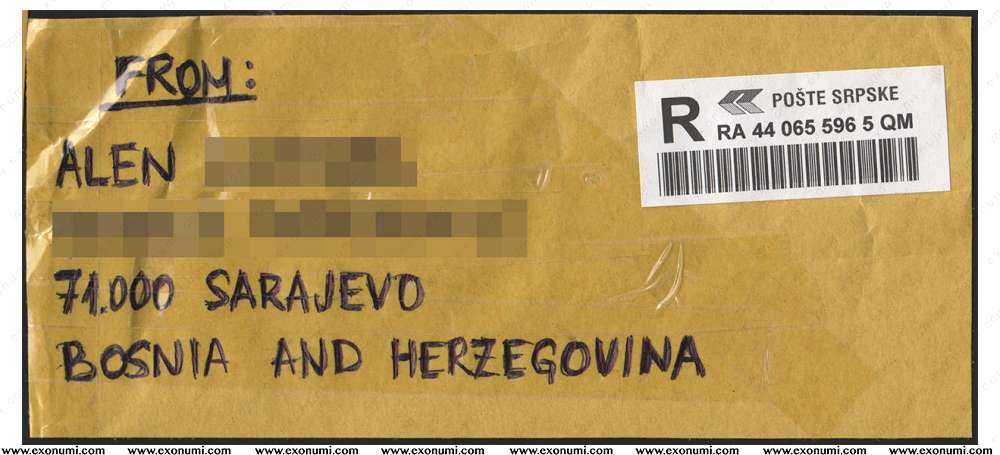 FROM:
ALEN
71.000 SARAJEVO
BOSNIA AND HERZEGOVINA
R POŠTE SRPSKE
RA 44 065 596 5 QM
www.exonumi.com www.exonumi.com www.exonumi.com www.exonumi.com www.exonumi.com www.exonumi.com www.exonumi.com www.exonumi.com